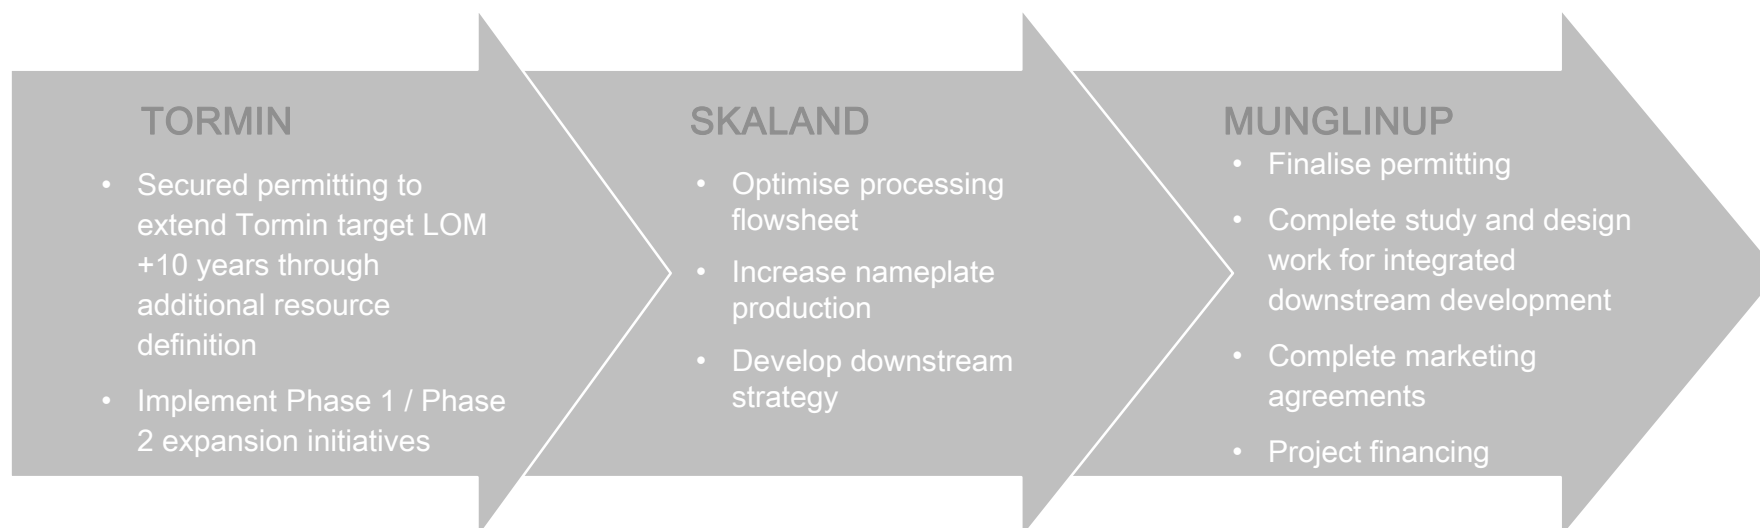 TORMIN
• Secured permitting to
extend Tormin target LOM
+10 years through
additional resource
definition
• Implement Phase 1 / Phase
2 expansion initiatives
SKALAND
• Optimise processing
flowsheet
• Increase nameplate
production
• Develop downstream
strategy
MUNGLINUP
• Finalise permitting
• Complete study and design
work for integrated
downstream development
• Complete marketing
agreements
• Project financing